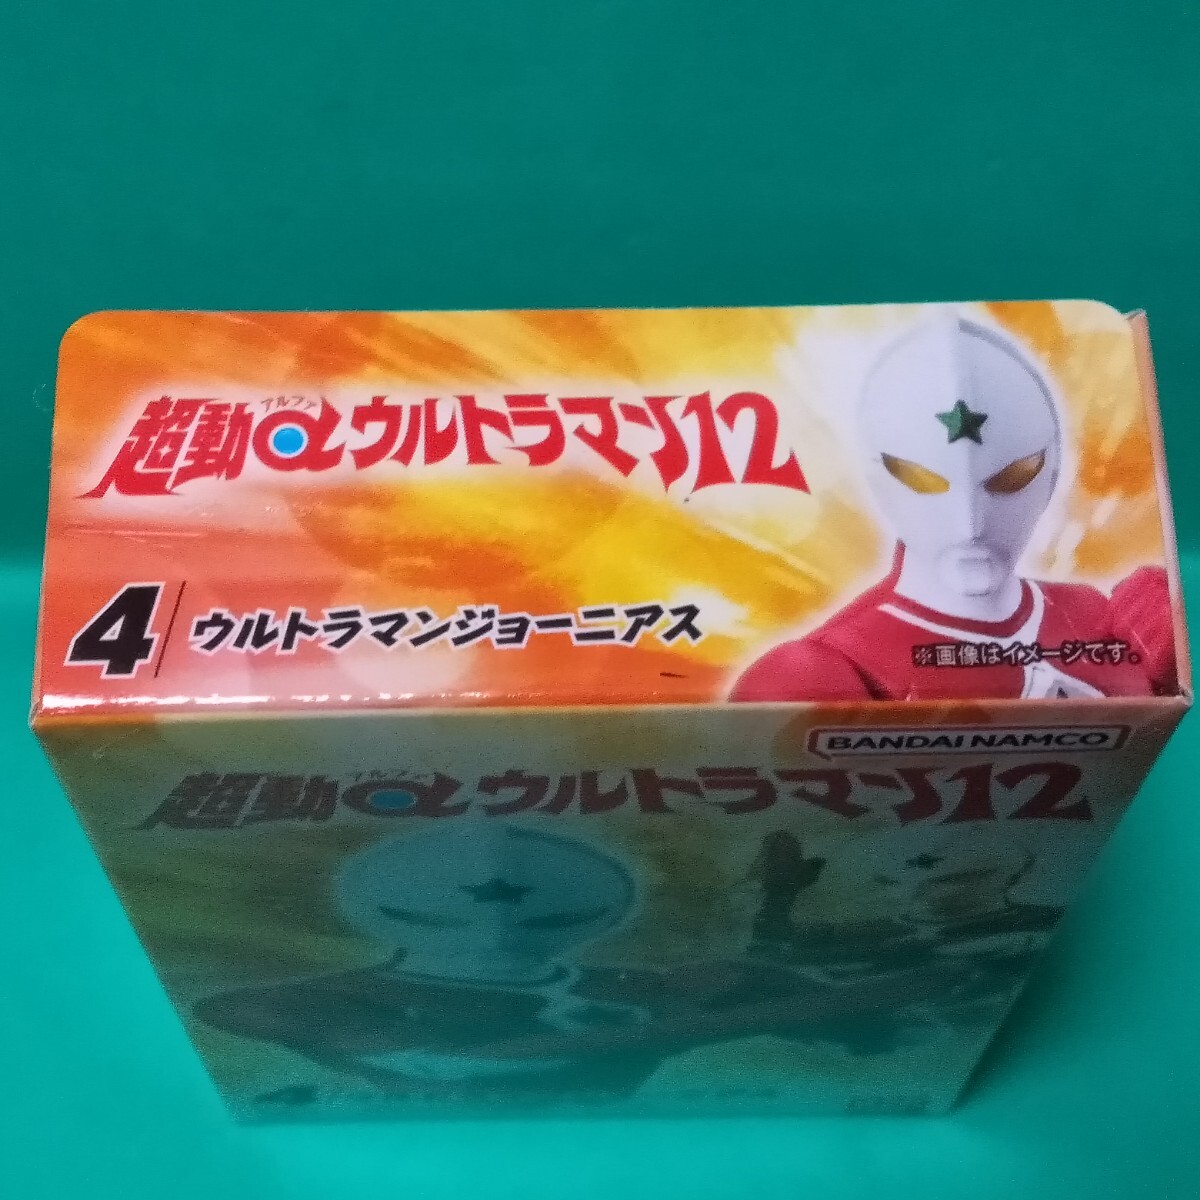 アルファ
超動αウルトラマン12
4 ウルトラマンジョーニアス
※画像はイメージです。
BANDAI NAMCO
アルファ
超動αウルトラマン12
4